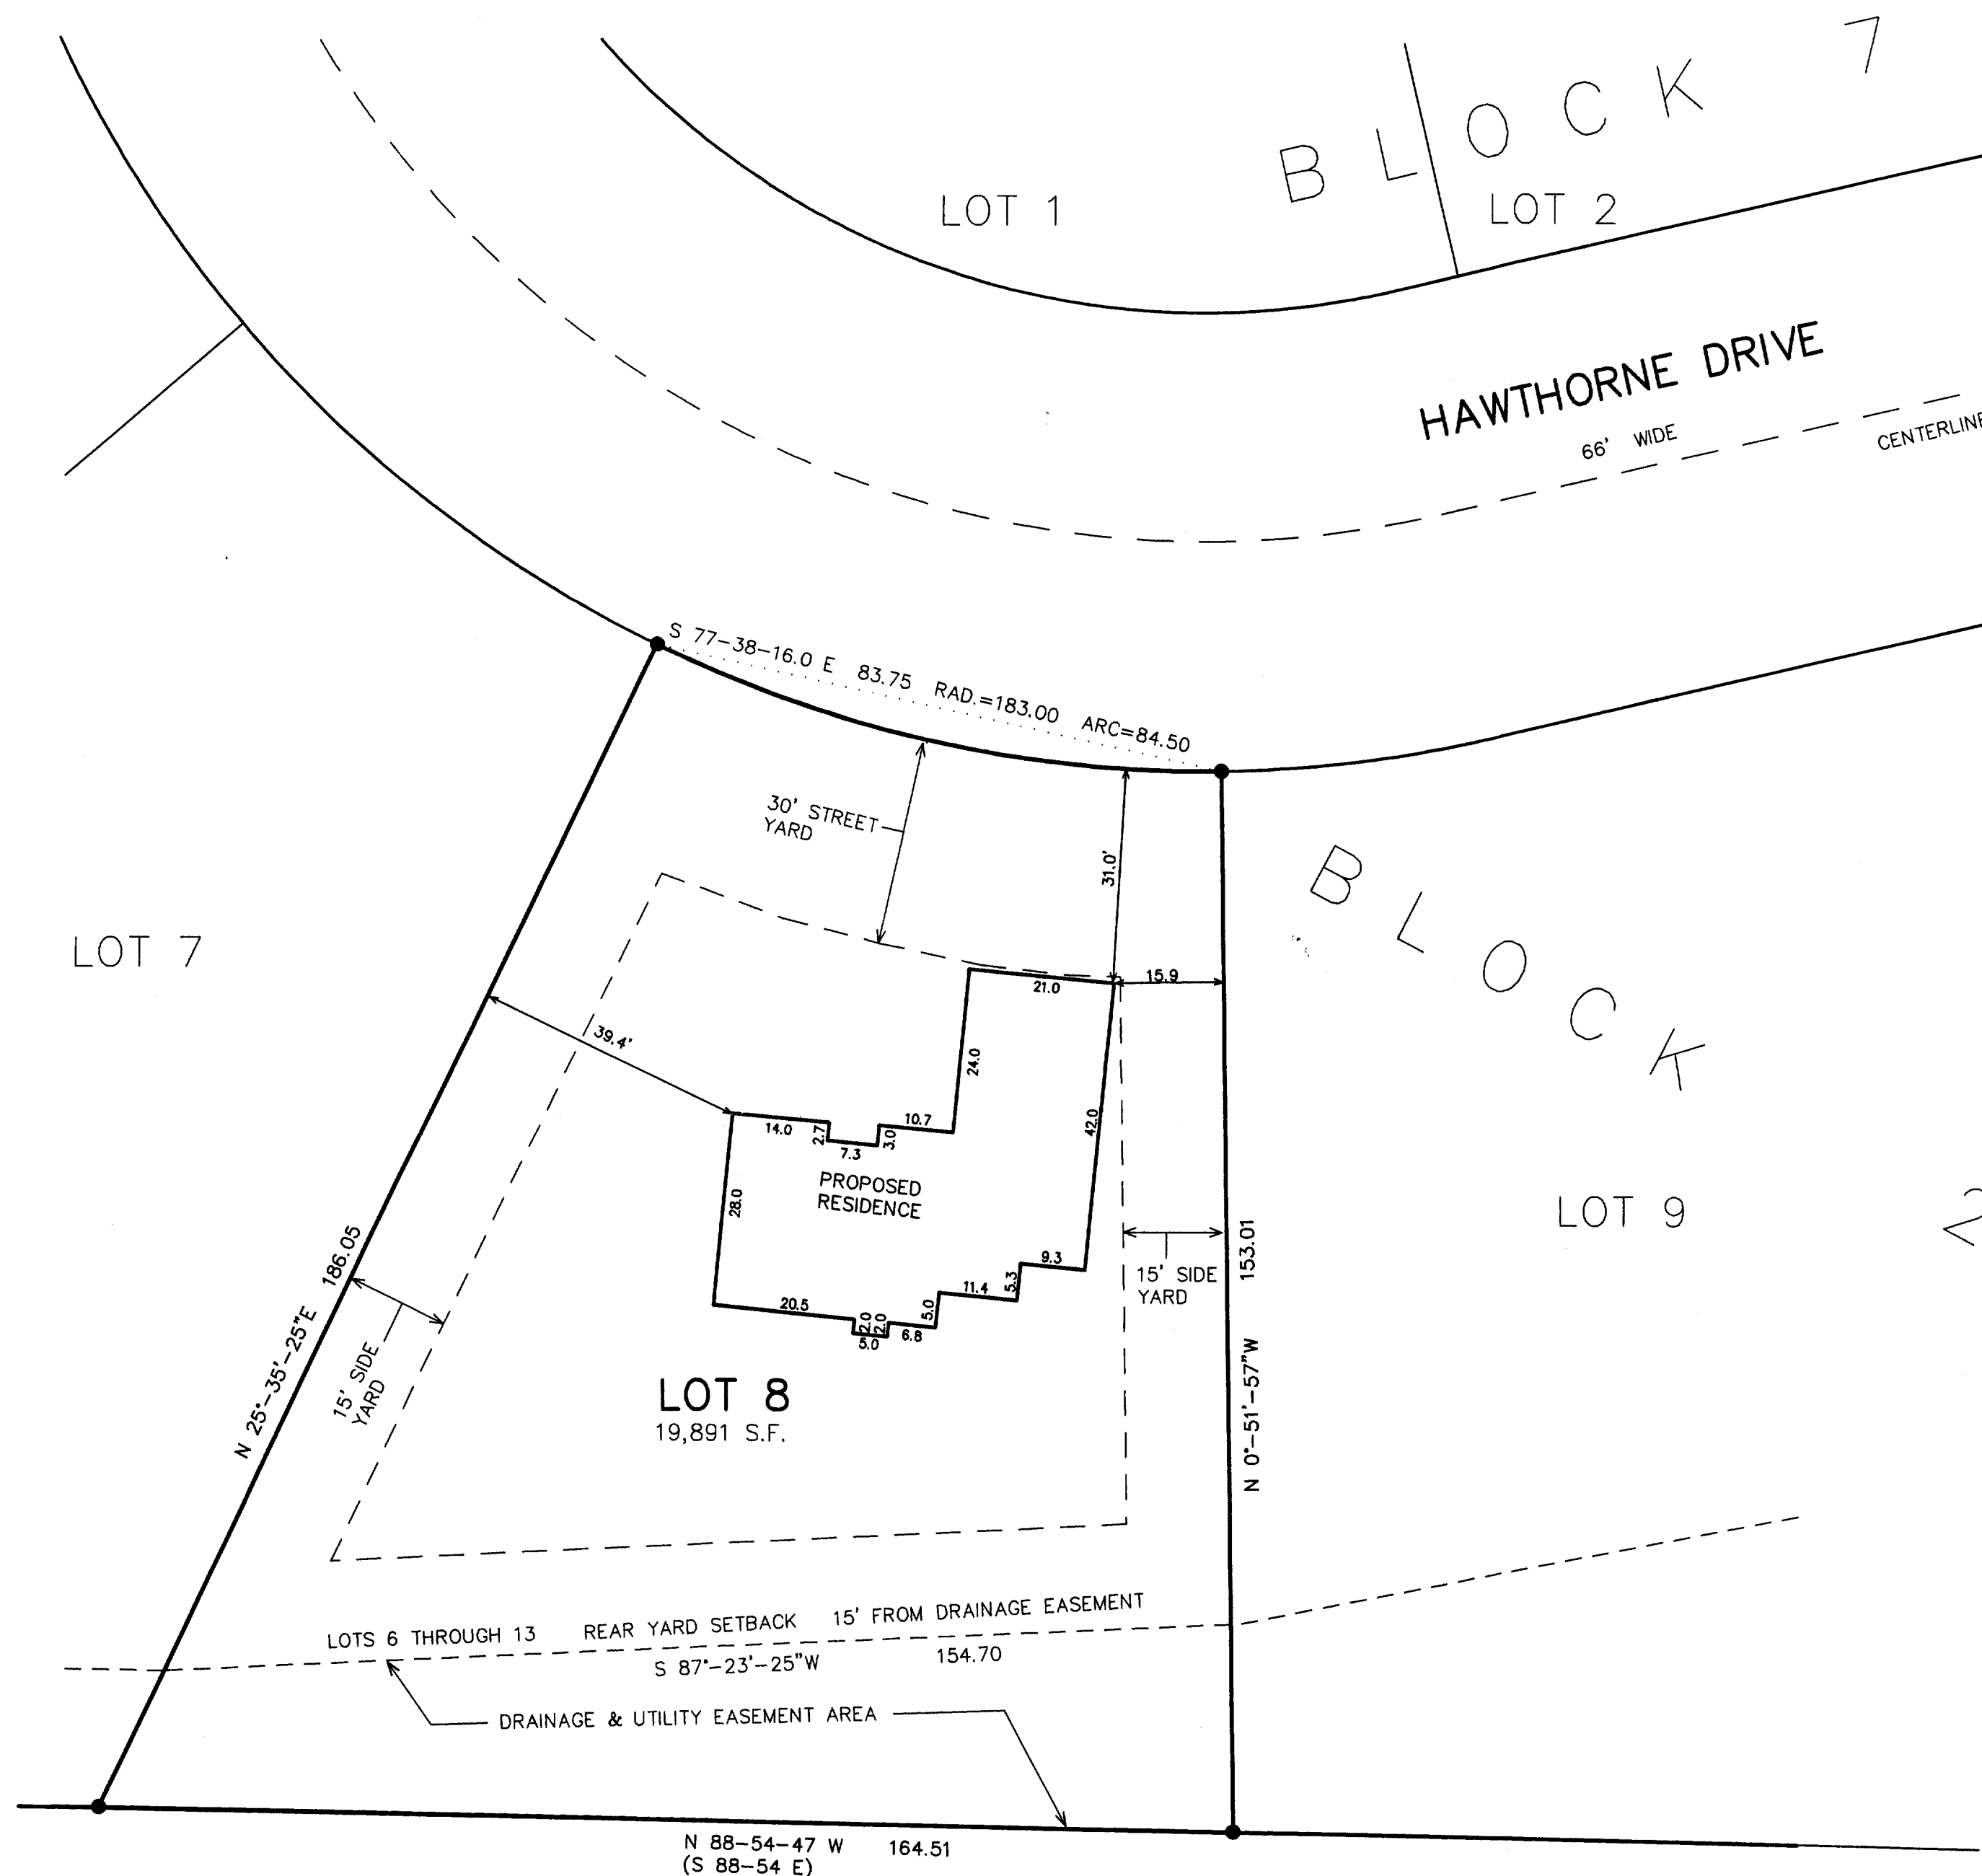 BLOCK 7
LOT 1
LOT 2
HAWTHORNE DRIVE
66' WIDE
CENTERLINE
S 77-38-16.0 E 83.75 RAD.=183.00 ARC=84.50
30' STREET
YARD
31.0'
BLOCK
2
LOT 7
15.9
21.0
39.4'
24.0
42.0
14.0
2.7
7.3
3.0
10.7
PROPOSED
RESIDENCE
28.0
LOT 9
9.3
5.3
11.4
5.0
6.8
2.0
2.0
5.0
20.5
15' SIDE
YARD
153.01
N 0°-51'-57"W
N 25°-35'-25"E 186.05
15' SIDE
YARD
LOT 8
19,891 S.F.
LOTS 6 THROUGH 13 REAR YARD SETBACK 15' FROM DRAINAGE EASEMENT
S 87°-23'-25"W 154.70
DRAINAGE & UTILITY EASEMENT AREA
N 88-54-47 W 164.51
(S 88-54 E)